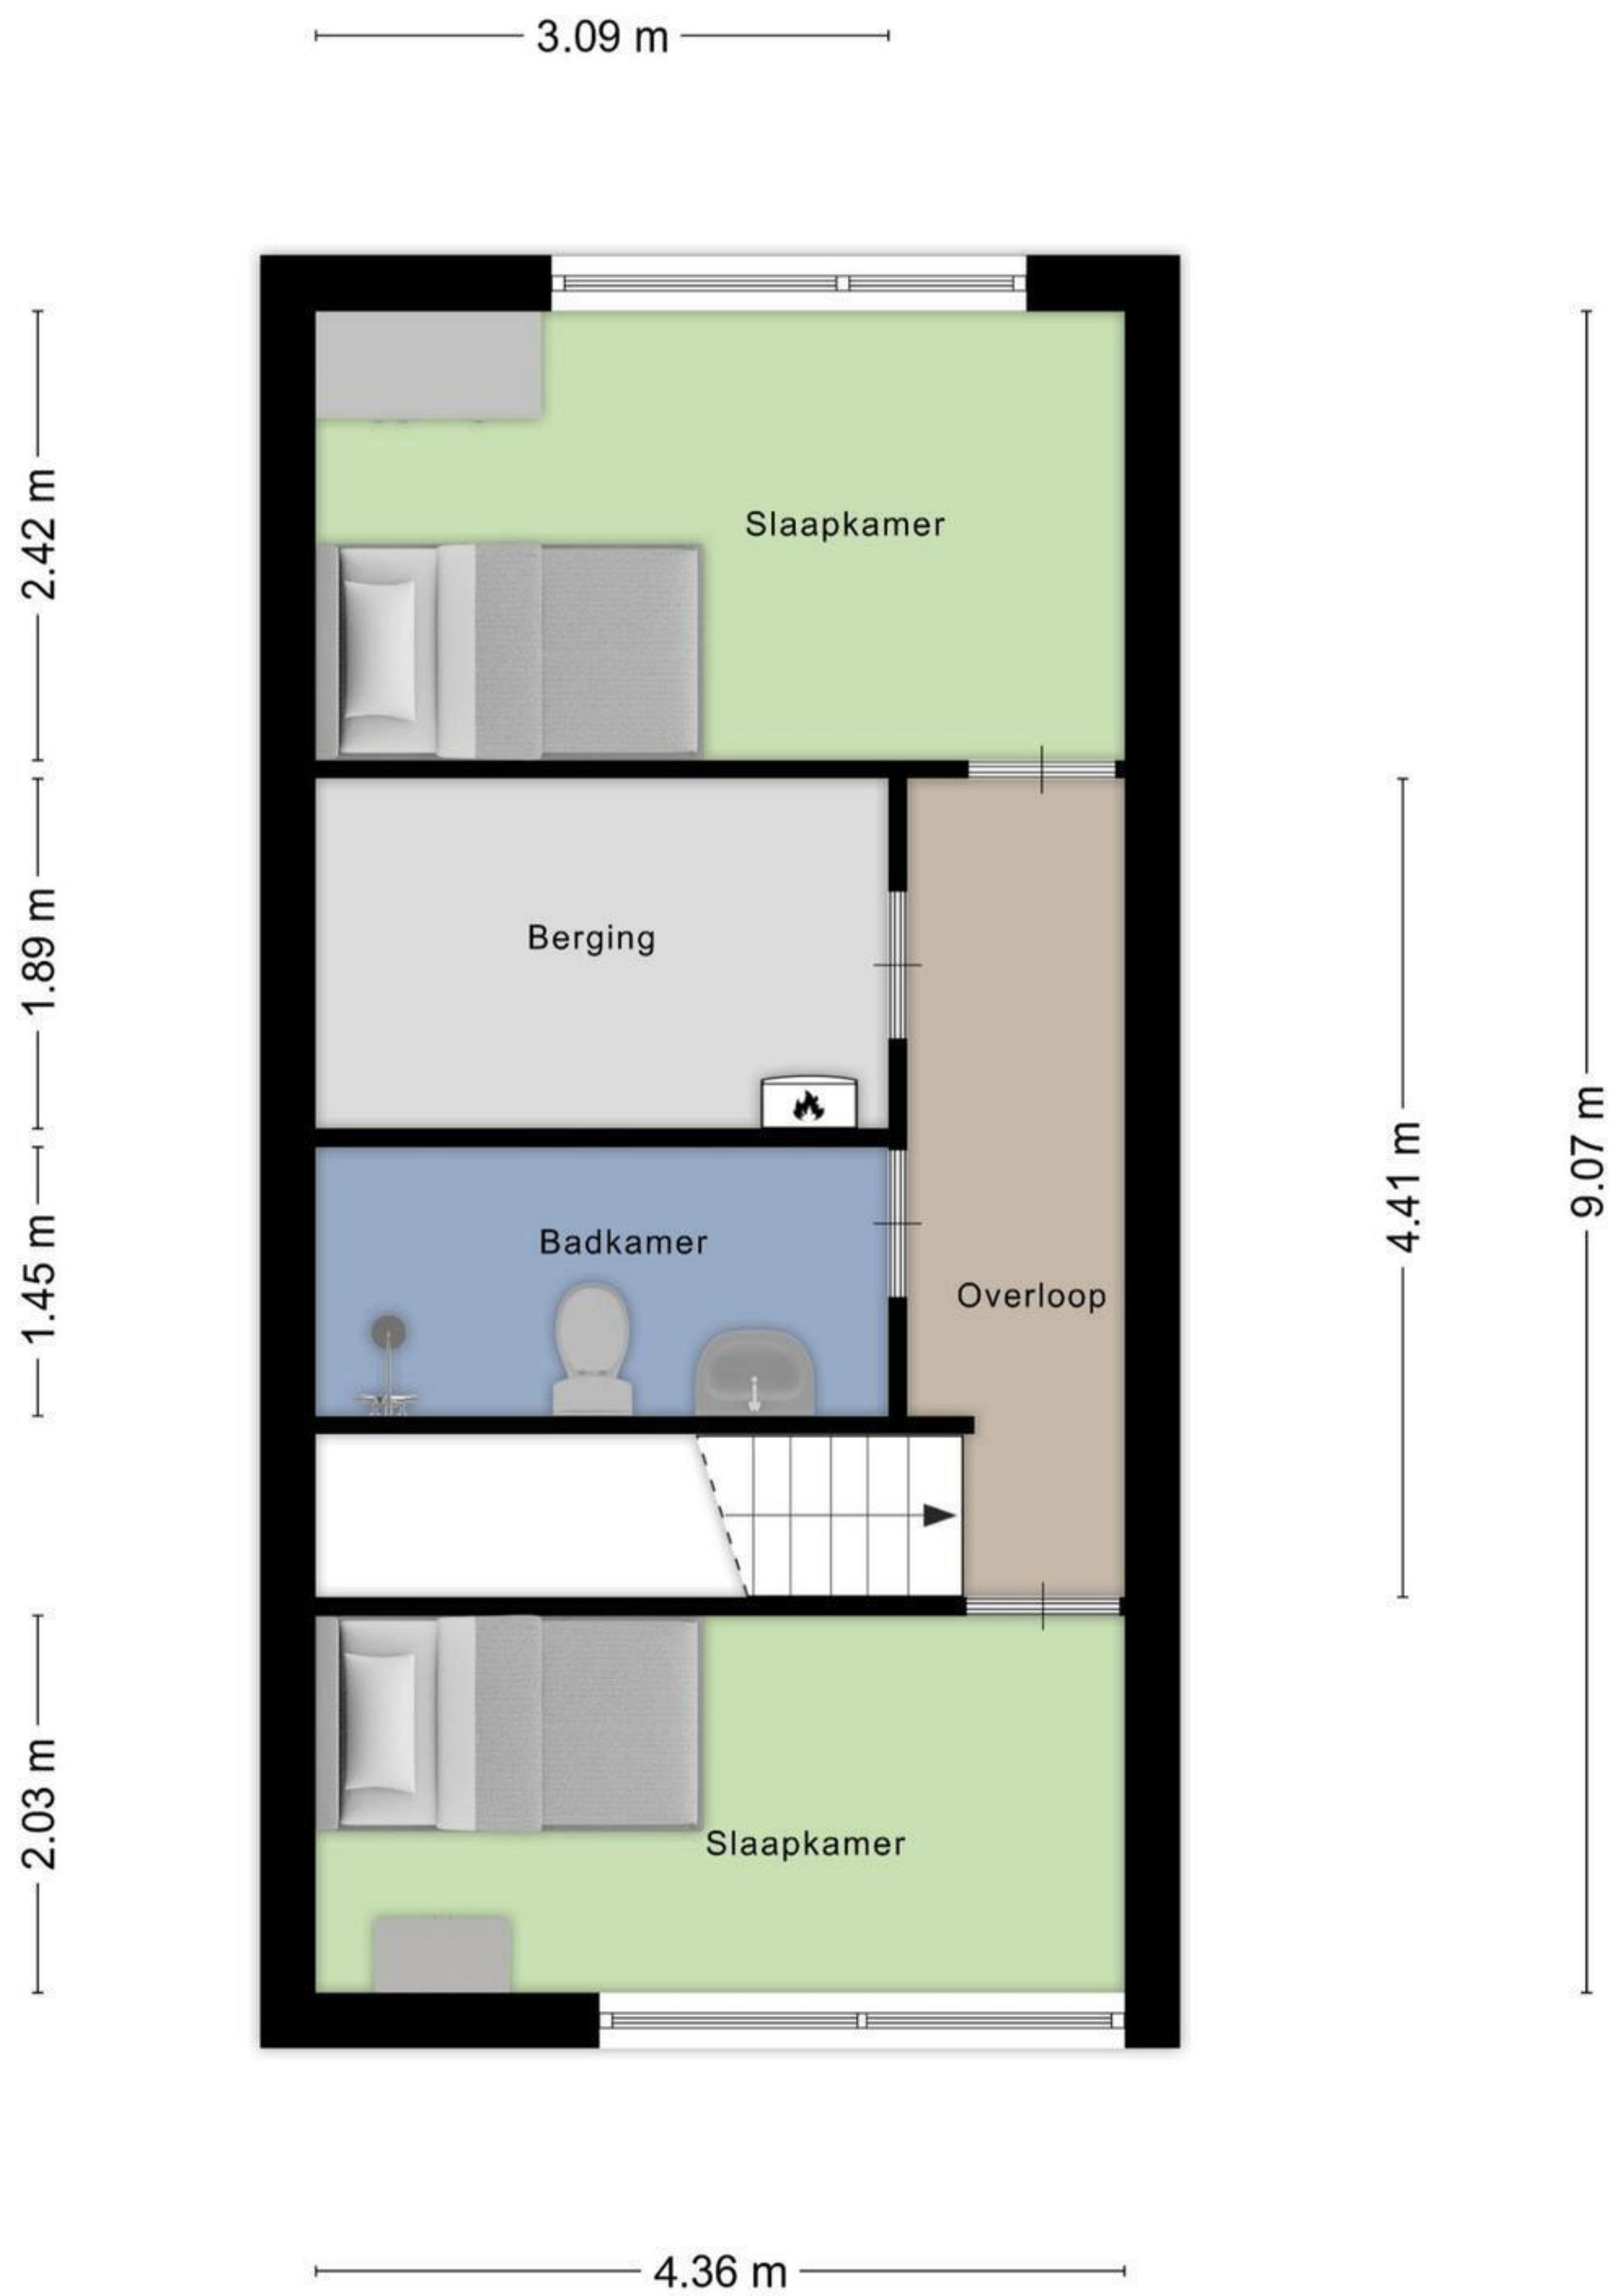 3.09 m
2.42 m
Slaapkamer
1.89 m
Berging
1.45 m
Badkamer
Overloop
4.41 m
9.07 m
2.03 m
Slaapkamer
4.36 m